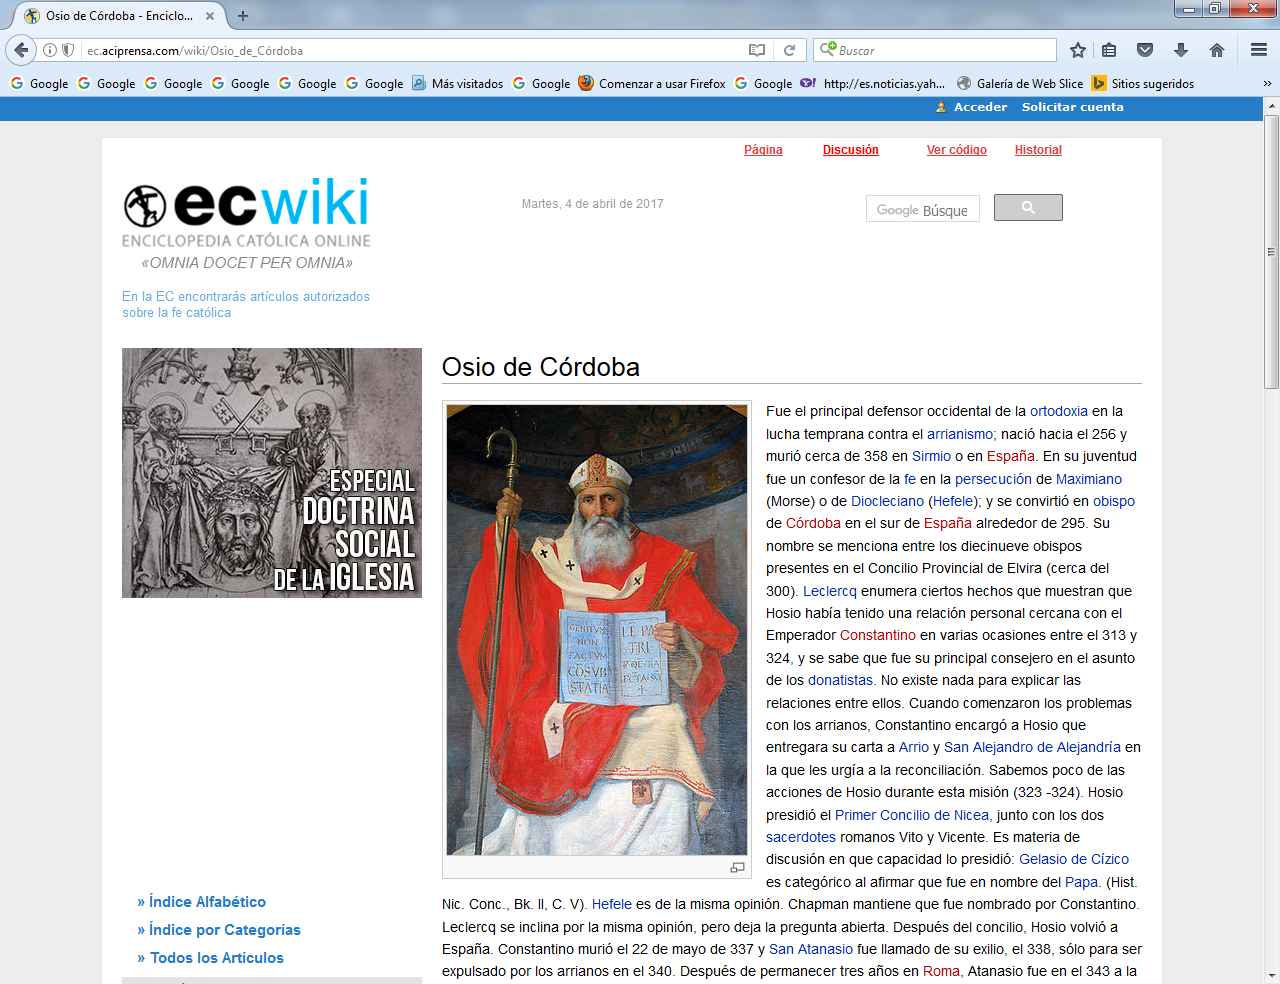 Osio de Córdoba - Enciclo...
ec.aciprensa.com/wiki/Osio_de_Córdoba
Buscar
Google Google Google Google Google Google Más visitados Google Comenzar a usar Firefox Google http://es.noticias.yah... Galería de Web Slice Sitios sugeridos »
Acceder Solicitar cuenta
Página Discusión Ver código Historial
ecwiki
ENCICLOPEDIA CATÓLICA ONLINE
«OMNIA DOCET PER OMNIA»
Martes, 4 de abril de 2017
Google Búsque
En la EC encontrarás artículos autorizados
sobre la fe católica
ESPECIAL
DOCTRINA
SOCIAL
DE LA IGLESIA
Osio de Córdoba
GENTIVM
NON
FACTVM
CŌSVB
STATIA
LE PA
TRI
Fue el principal defensor occidental de la ortodoxia en la
lucha temprana contra el arrianismo; nació hacia el 256 y
murió cerca de 358 en Sirmio o en España. En su juventud
fue un confesor de la fe en la persecución de Maximiano
(Morse) o de Diocleciano (Hefele); y se convirtió en obispo
de Córdoba en el sur de España alrededor de 295. Su
nombre se menciona entre los diecinueve obispos
presentes en el Concilio Provincial de Elvira (cerca del
300). Leclercq enumera ciertos hechos que muestran que
Hosio había tenido una relación personal cercana con el
Emperador Constantino en varias ocasiones entre el 313 y
324, y se sabe que fue su principal consejero en el asunto
de los donatistas. No existe nada para explicar las
relaciones entre ellos. Cuando comenzaron los problemas
con los arrianos, Constantino encargó a Hosio que
entregara su carta a Arrio y San Alejandro de Alejandría en
la que les urgía a la reconciliación. Sabemos poco de las
acciones de Hosio durante esta misión (323 -324). Hosio
presidió el Primer Concilio de Nicea, junto con los dos
sacerdotes romanos Vito y Vicente. Es materia de
discusión en que capacidad lo presidió: Gelasio de Cízico
es categórico al afirmar que fue en nombre del Papa. (Hist.
Nic. Conc., Bk. II, C. V). Hefele es de la misma opinión. Chapman mantiene que fue nombrado por Constantino.
Leclercq se inclina por la misma opinión, pero deja la pregunta abierta. Después del concilio, Hosio volvió a
España. Constantino murió el 22 de mayo de 337 y San Atanasio fue llamado de su exilio, el 338, sólo para ser
expulsado por los arrianos en el 340. Después de permanecer tres años en Roma, Atanasio fue en el 343 a la
» Índice Alfabético
» Índice por Categorías
» Todos los Artículos